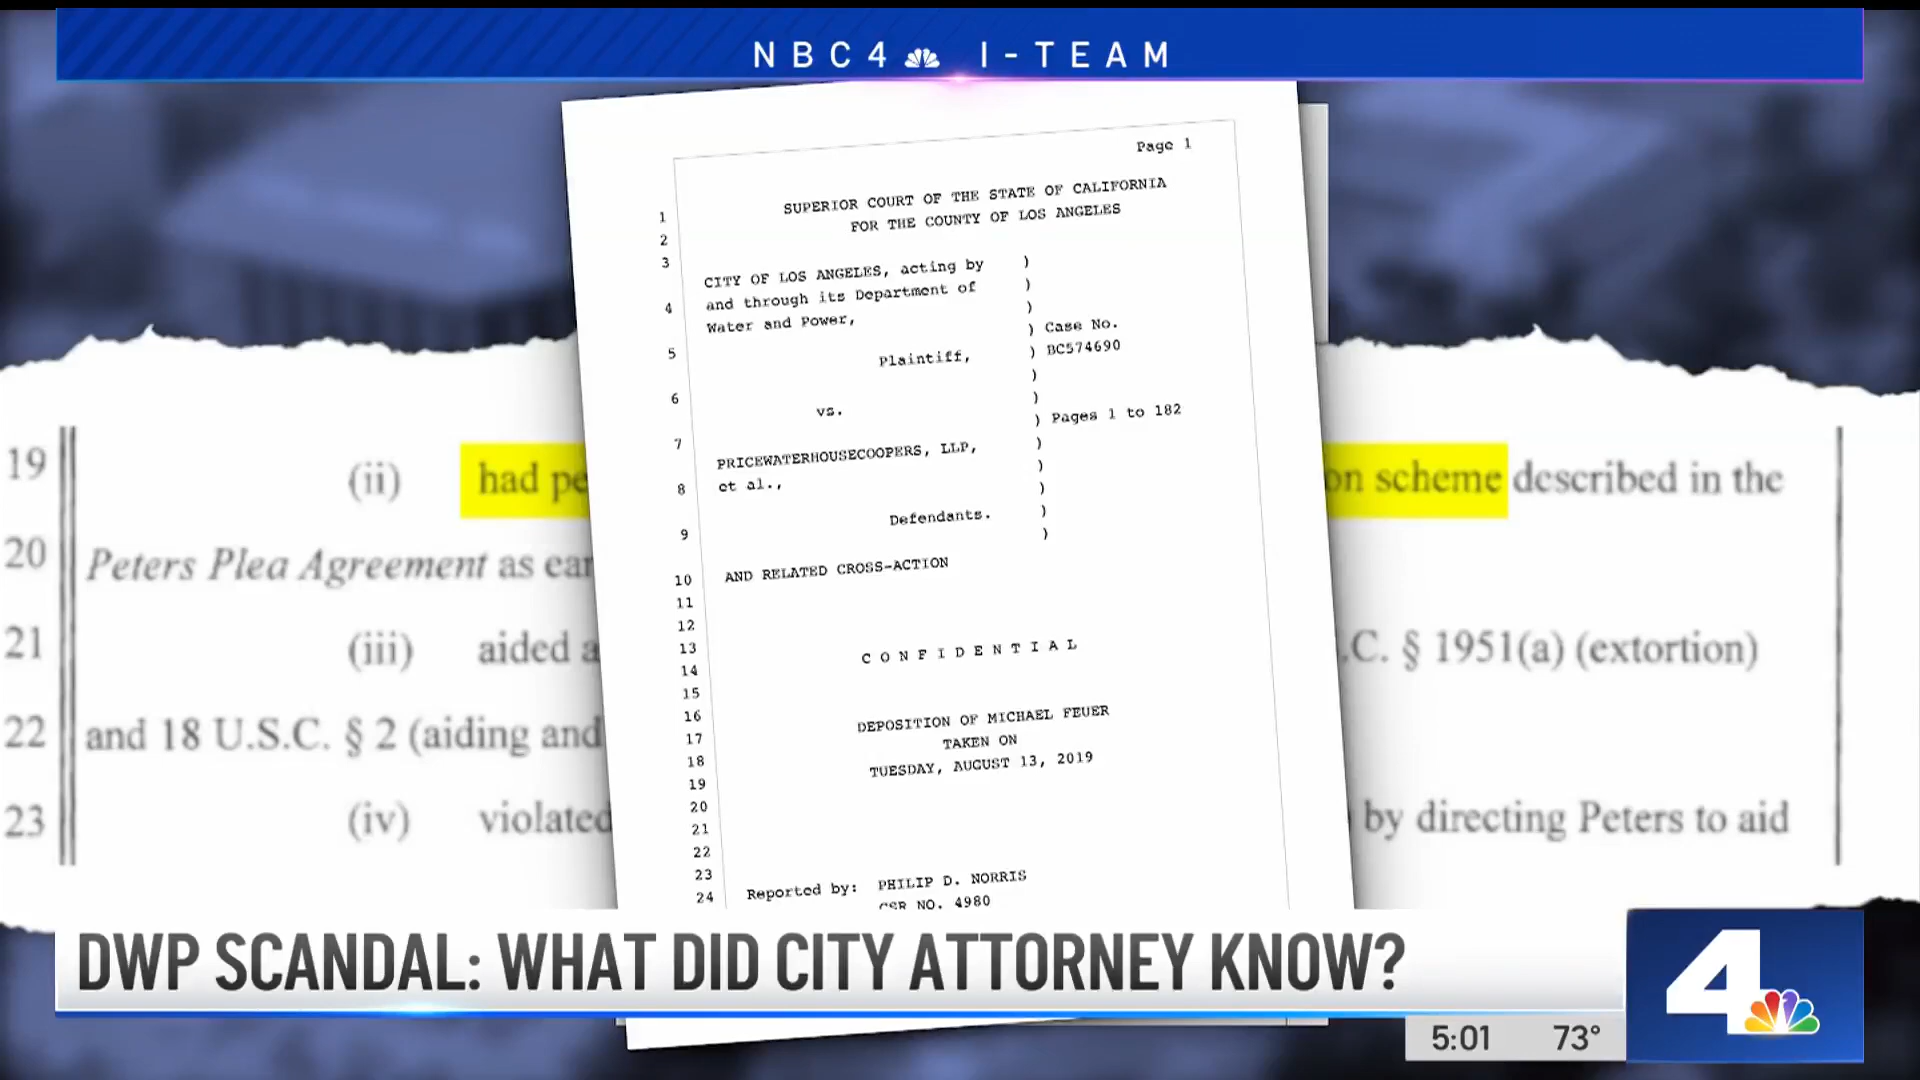 NBC4 I-TEAM
Page 1
1 SUPERIOR COURT OF THE STATE OF CALIFORNIA
2 FOR THE COUNTY OF LOS ANGELES
3 CITY OF LOS ANGELES, acting by )
and through its Department of )
4 Water and Power, )
) Case No.
5 Plaintiff, ) BC574690
)
6 vs. )
) Pages 1 to 182
7 PRICEWATERHOUSECOOPERS, LLP, )
et al., )
8 )
Defendants. )
9 )
10 AND RELATED CROSS-ACTION
11
12
13 CONFIDENTIAL
14
15
16 DEPOSITION OF MICHAEL FEUER
17 TAKEN ON
18 TUESDAY, AUGUST 13, 2019
19
20
21
22
23
24 Reported by: PHILIP D. NORRIS
CSR NO. 4980
19 (ii) had pe on scheme described in the
20 Peters Plea Agreement as ear
21 (iii) aided a .C. § 1951(a) (extortion)
22 and 18 U.S.C. § 2 (aiding and
23 (iv) violated by directing Peters to aid
DWP SCANDAL: WHAT DID CITY ATTORNEY KNOW?
4
5:01 73°